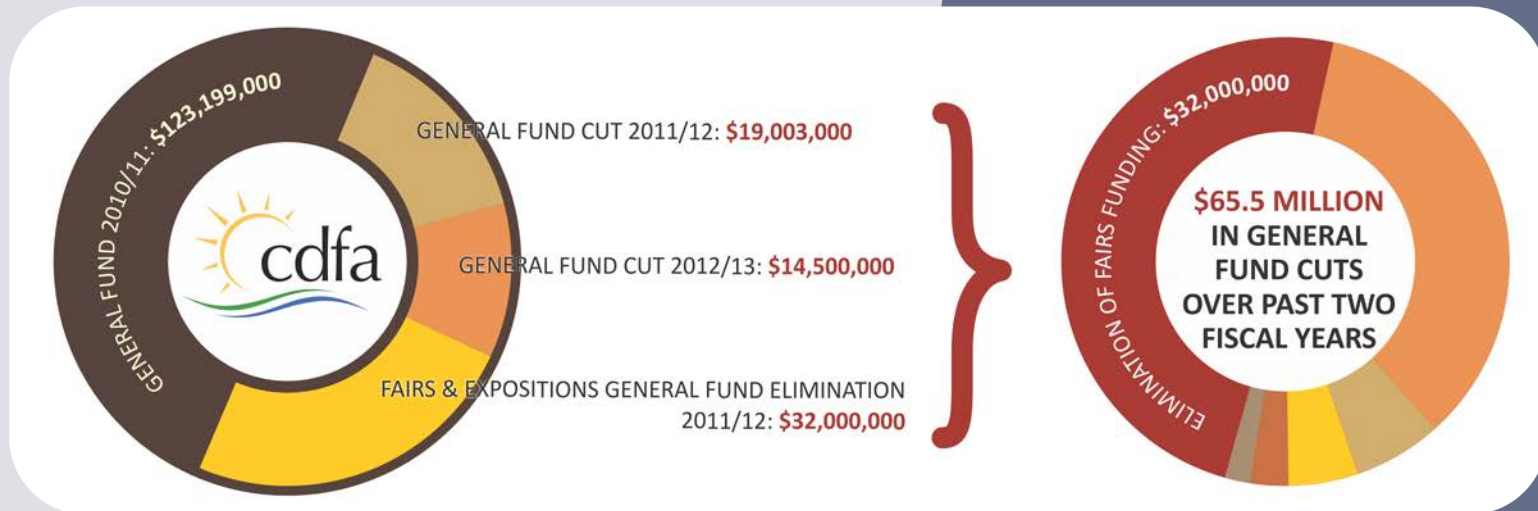 GENERAL FUND 2010/11: $123,199,000
cdfa
GENERAL FUND CUT 2011/12: $19,003,000
GENERAL FUND CUT 2012/13: $14,500,000
FAIRS & EXPOSITIONS GENERAL FUND ELIMINATION
2011/12: $32,000,000
ELIMINATION OF FAIRS FUNDING: $32,000,000
$65.5 MILLION
IN GENERAL
FUND CUTS
OVER PAST TWO
FISCAL YEARS